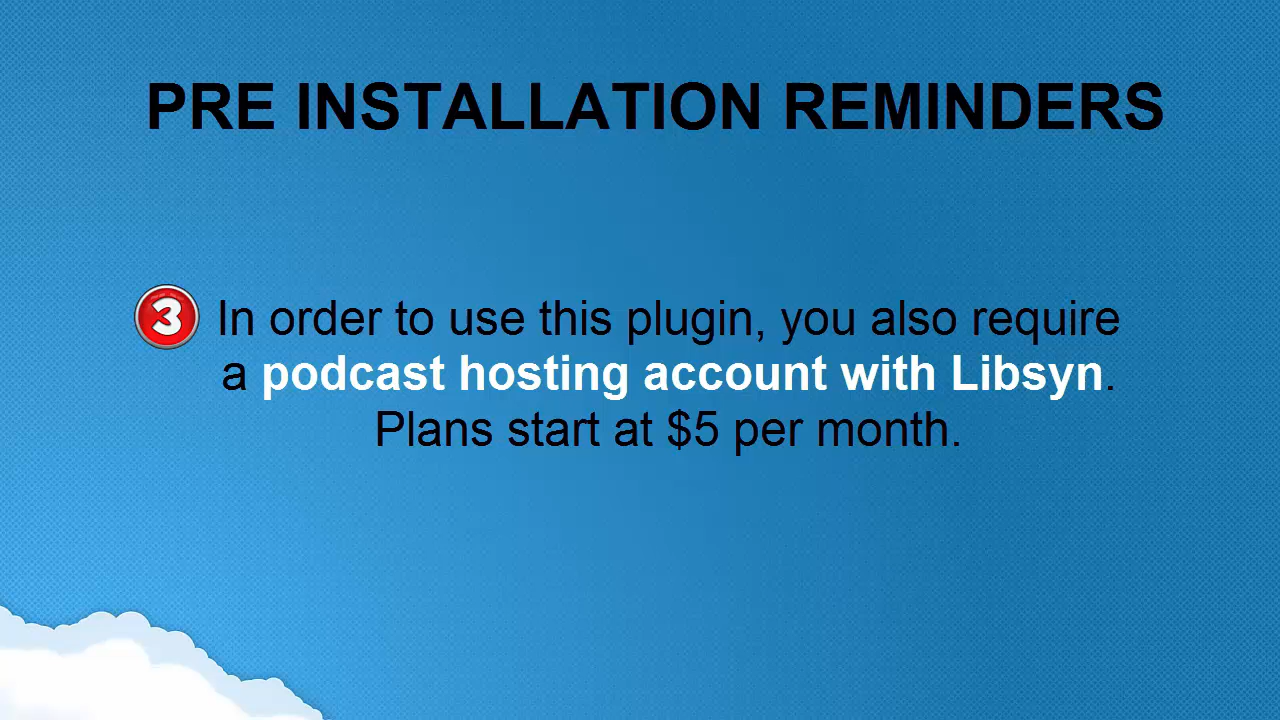 PRE INSTALLATION REMINDERS
3 In order to use this plugin, you also require
a podcast hosting account with Libsyn.
Plans start at $5 per month.